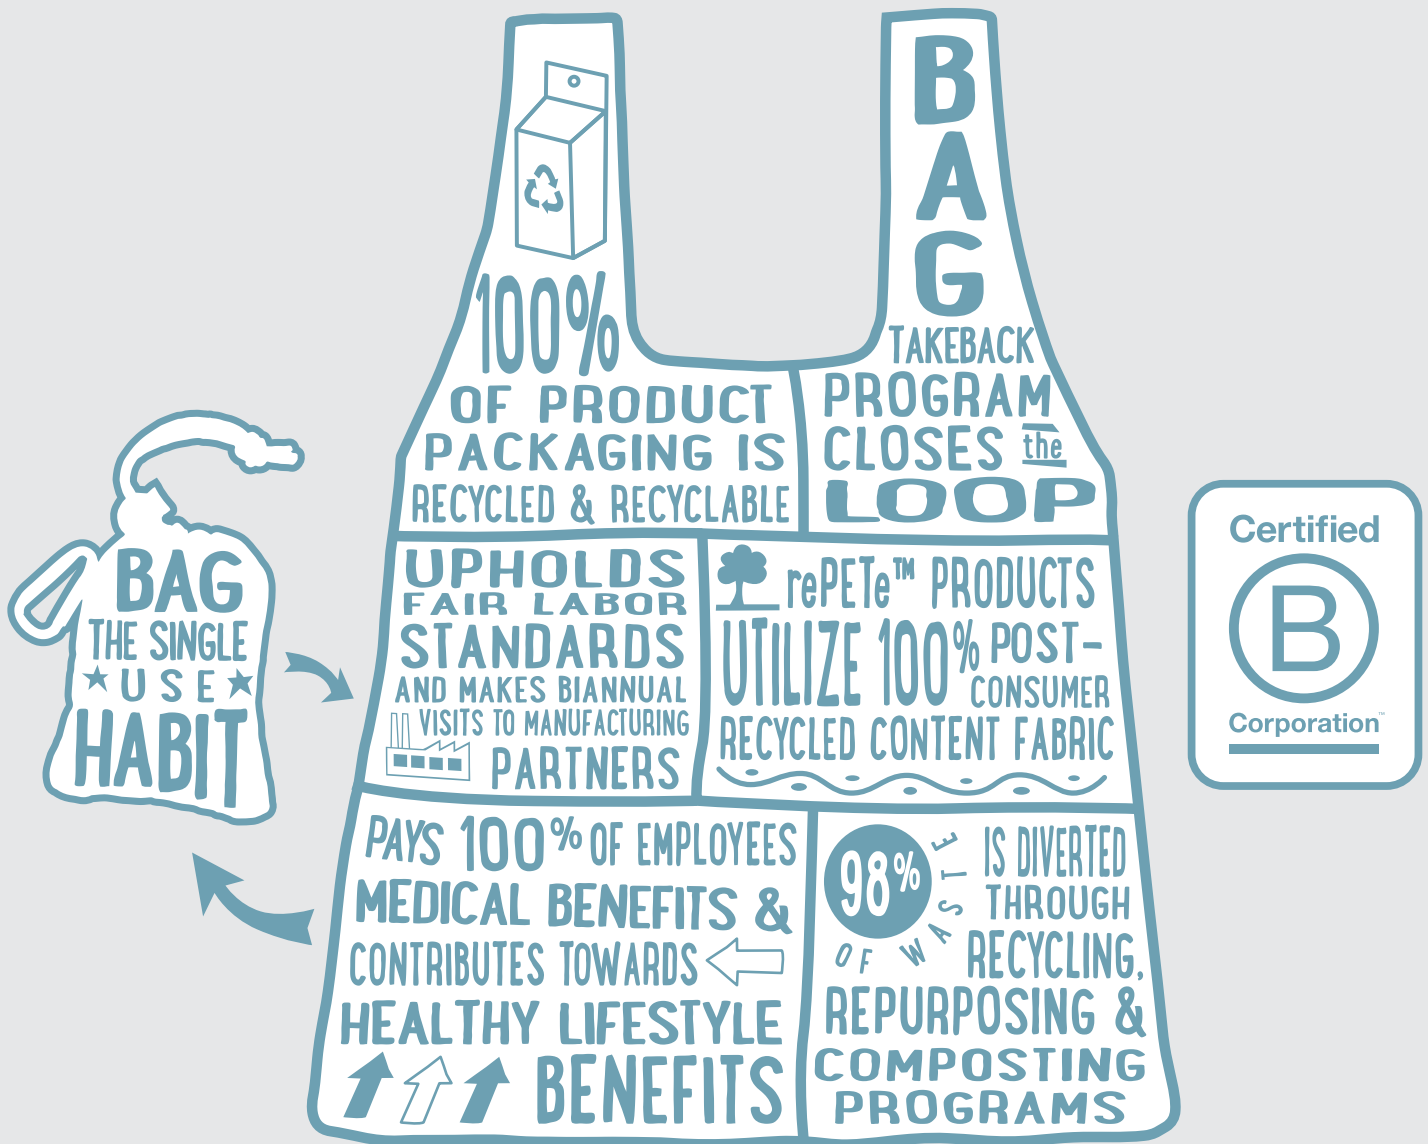 100%
OF PRODUCT
PACKAGING IS
RECYCLED & RECYCLABLE
B
A
G
TAKEBACK
PROGRAM
CLOSES the
LOOP
BAG
THE SINGLE
USE
HABIT
UPHOLDS
FAIR LABOR
STANDARDS
AND MAKES BIANNUAL
VISITS TO MANUFACTURING
PARTNERS
rePETe™ PRODUCTS
UTILIZE 100% POST-
CONSUMER
RECYCLED CONTENT FABRIC
Certified
B
Corporation™
PAYS 100% OF EMPLOYEES
MEDICAL BENEFITS &
CONTRIBUTES TOWARDS
HEALTHY LIFESTYLE
BENEFITS
98%
OF WASTE
IS DIVERTED
THROUGH
RECYCLING,
REPURPOSING &
COMPOSTING
PROGRAMS